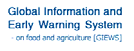 Global Information and
Early Warning System
- on food and agriculture [GIEWS]